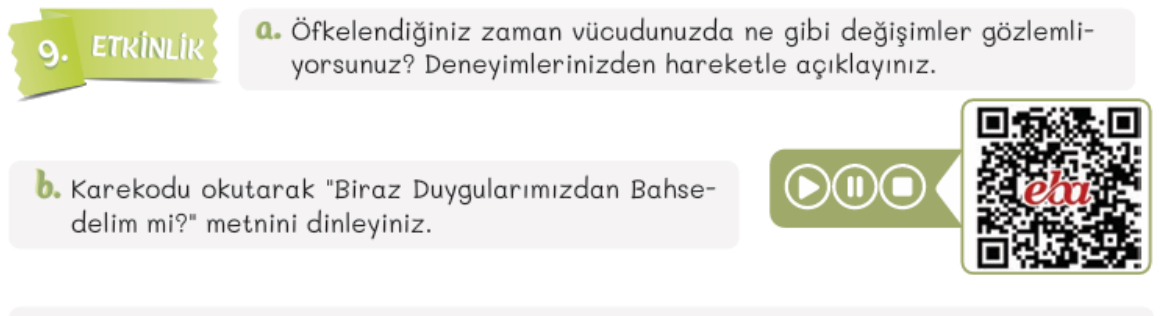 9. ETKİNLİK
a. Öfkelendiğiniz zaman vücudunuzda ne gibi değişimler gözlemli-
yorsunuz? Deneyimlerinizden hareketle açıklayınız.
b. Karekodu okutarak "Biraz Duygularımızdan Bahse-
delim mi?" metnini dinleyiniz.
eba